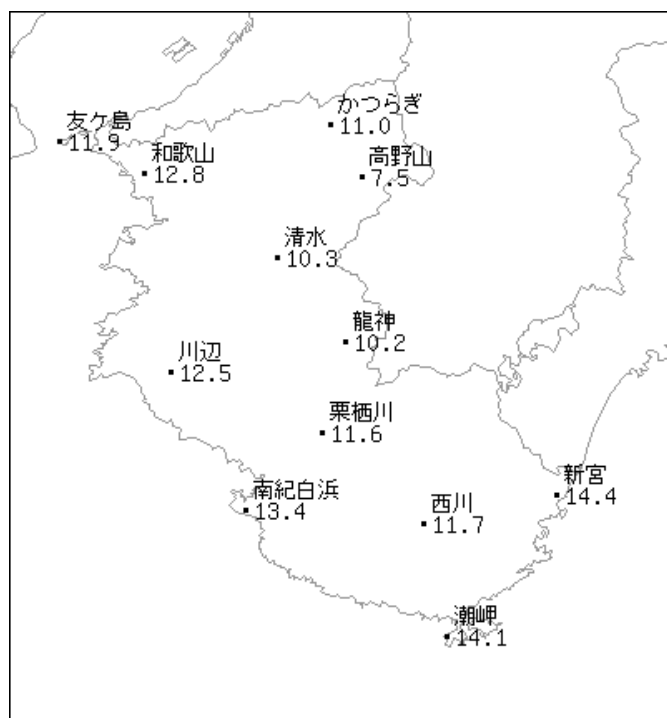 かつらぎ
11.0
友ケ島
11.9
和歌山
12.8
高野山
7.5
清水
10.3
龍神
10.2
川辺
12.5
栗栖川
11.6
新宮
14.4
南紀白浜
13.4
西川
11.7
潮岬
14.1